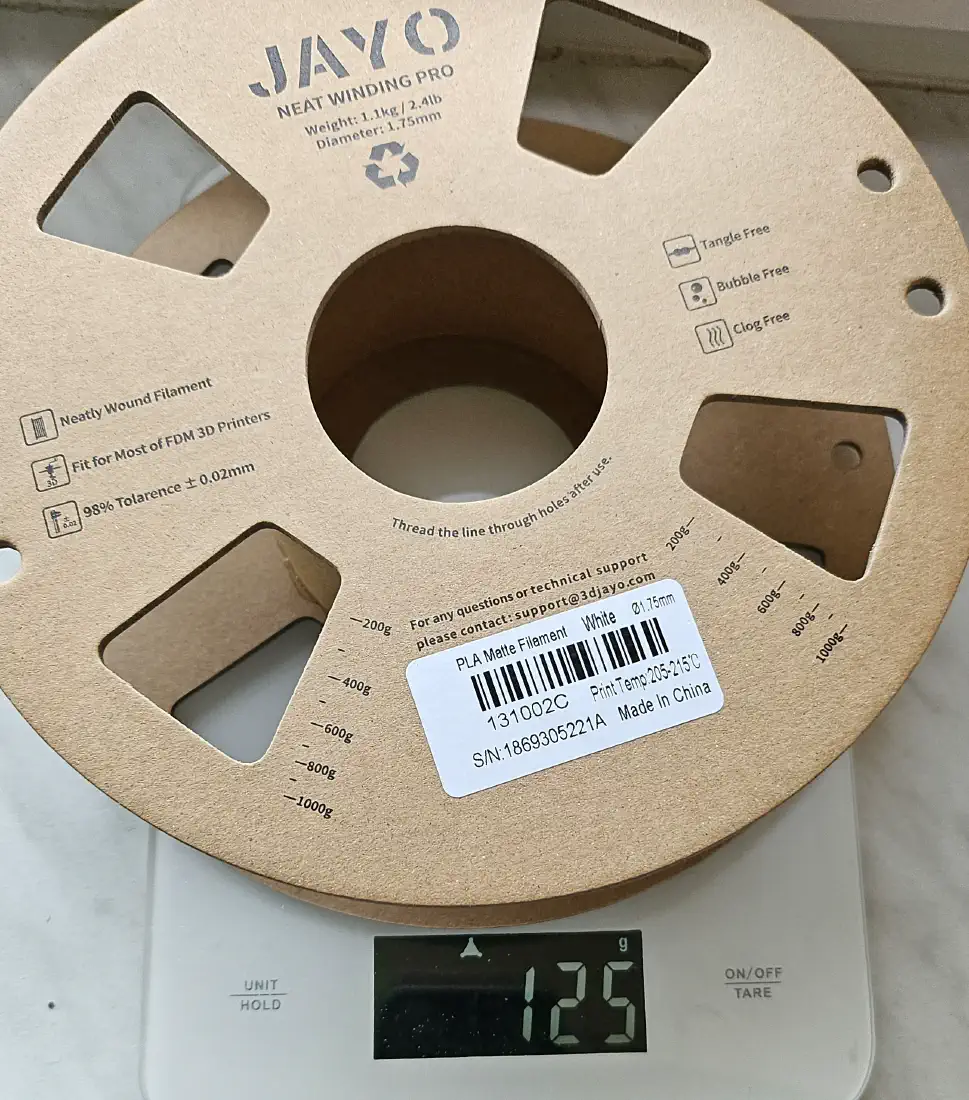 JAYO
NEAT WINDING PRO
Weight: 1.1kg / 2.4lb
Diameter: 1.75mm
Tangle Free
Bubble Free
Clog Free
Neatly Wound Filament
Fit for Most of FDM 3D Printers
3D
98% Tolarence ± 0.02mm
± 0.02
Thread the line through holes after use.
200g
400g
600g
800g
1000g
For any questions or technical support
please contact: support@3djayo.com
200g
400g
600g
800g
1000g
PLA Matte Filament White Ø1.75mm
131002C Print Temp:205-215℃
S/N:1869305221A Made In China
g
125
UNIT
HOLD
ON/OFF
TARE